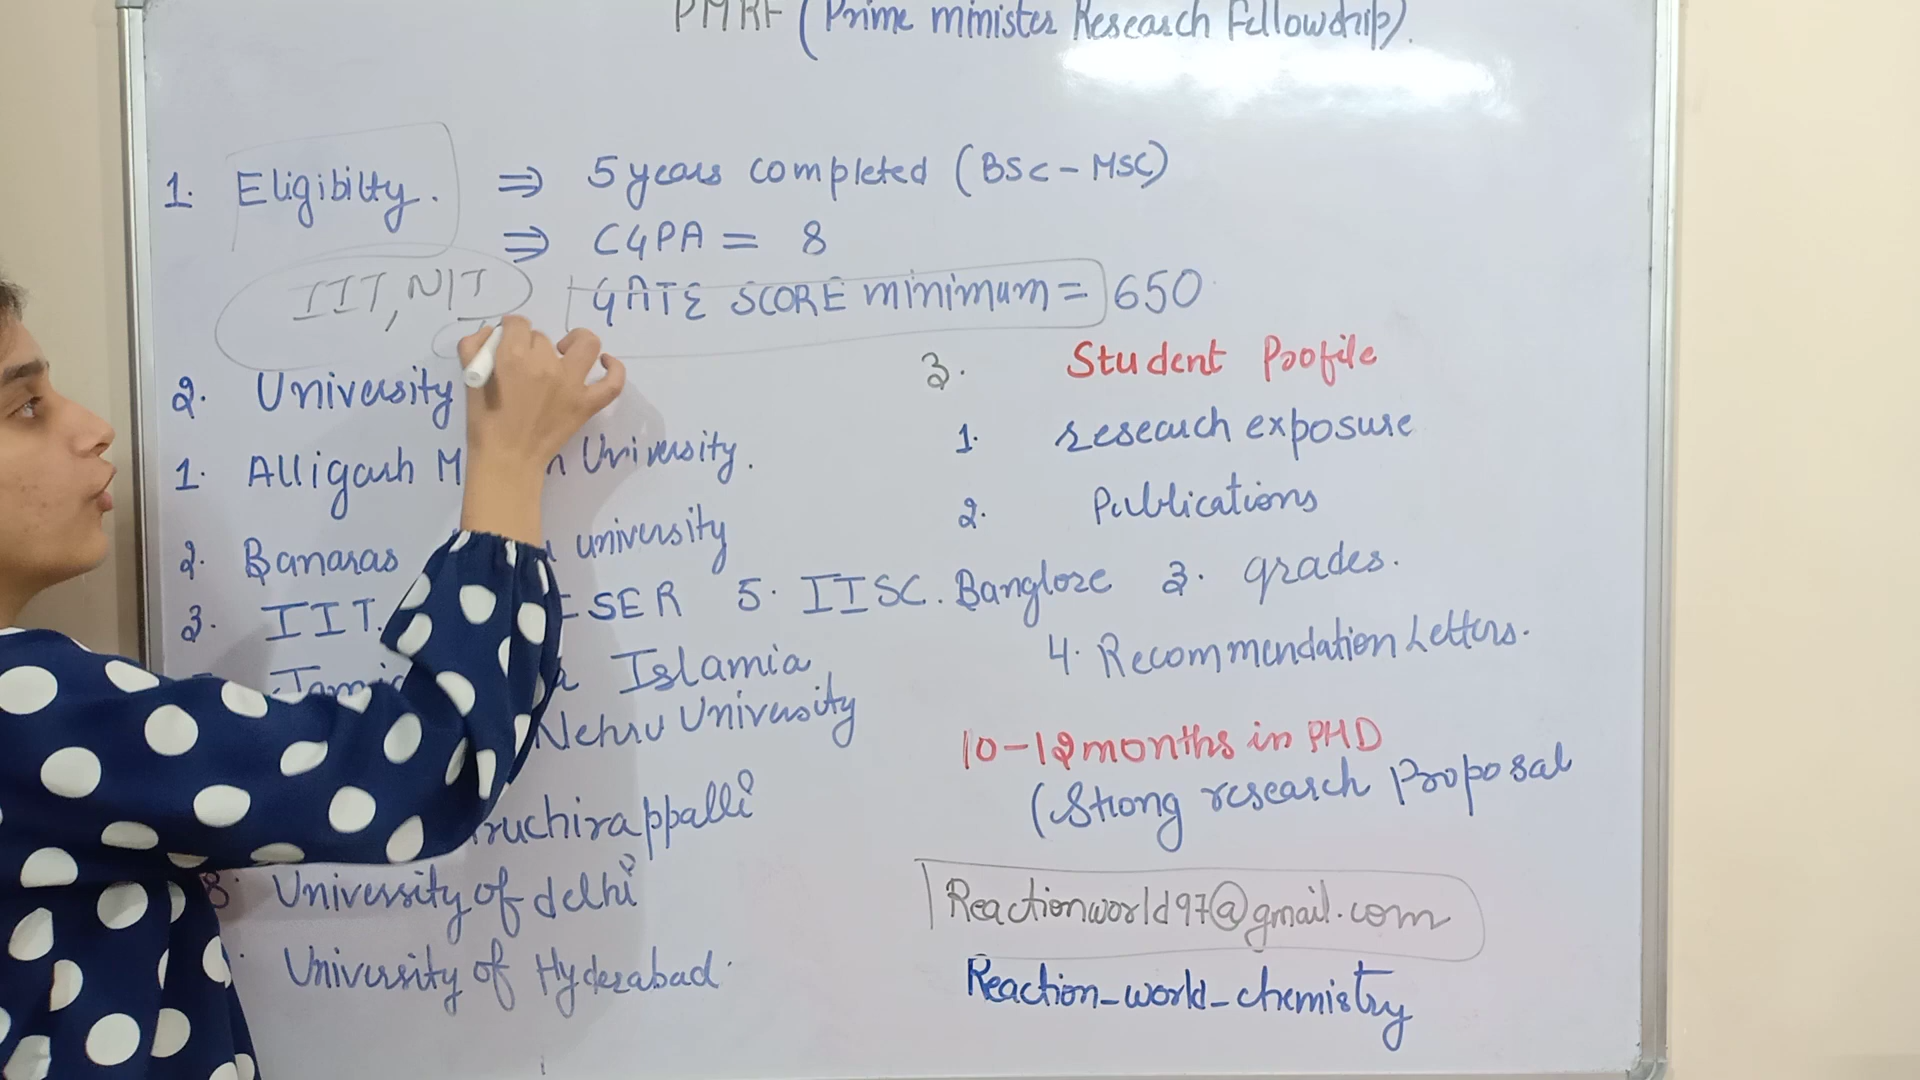 PMRF (Prime minister Research Fellowship).
1. Eligibilty. ⇒ 5 years completed (BSc - MSC)
⇒ CGPA = 8
IIT, NIT
GATE SCORE minimum = 650
2. University
1. Alligarh University.
2. Banaras university
3. IIT. 5. IISC. Banglore
Islamia
Nehru University
8. University of delhi
University of Hyderabad.
3. Student Profile
1. research exposure
2. Publications
3. grades.
4. Recommendation Letters.
10-12 months in PHD
(Strong research Proposal
Reactionworld97@gmail.com
Reaction_world_chemistry